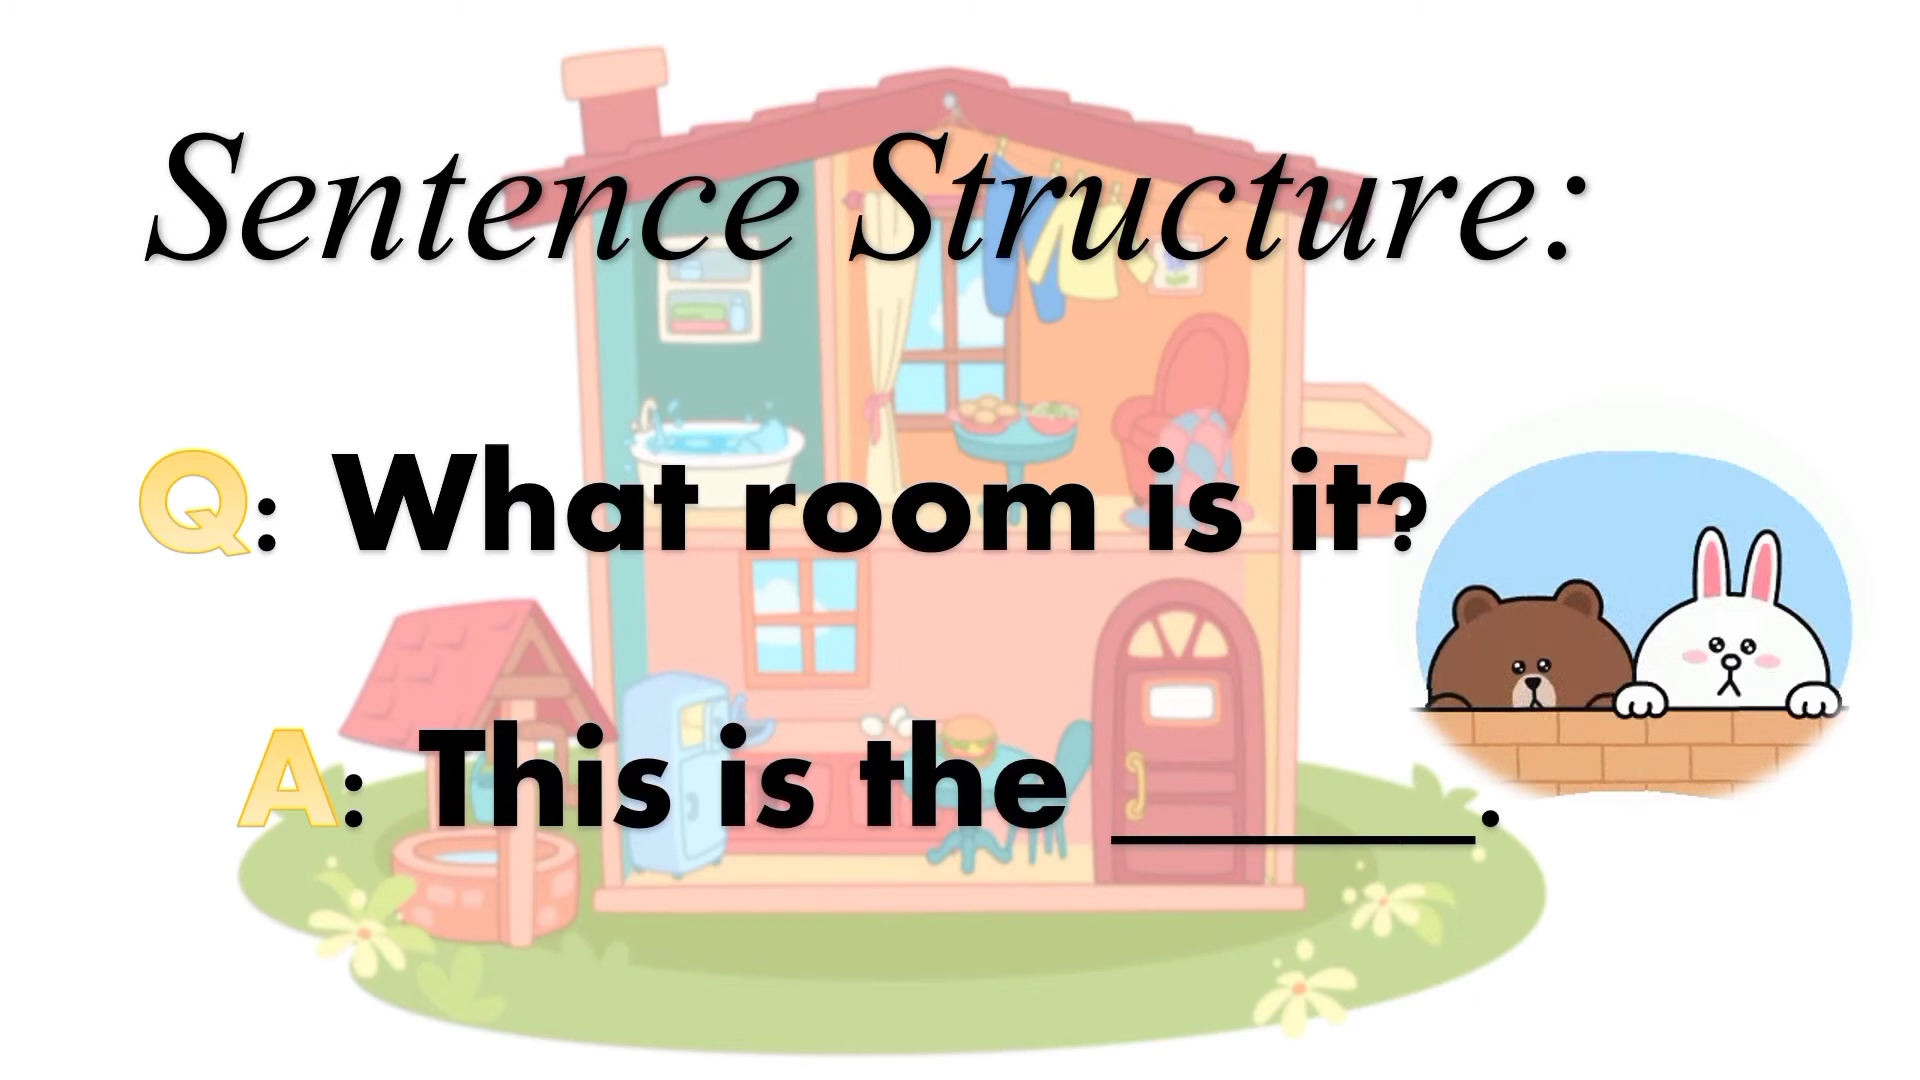 Sentence Structure:
Q: What room is it?
A: This is the ______.